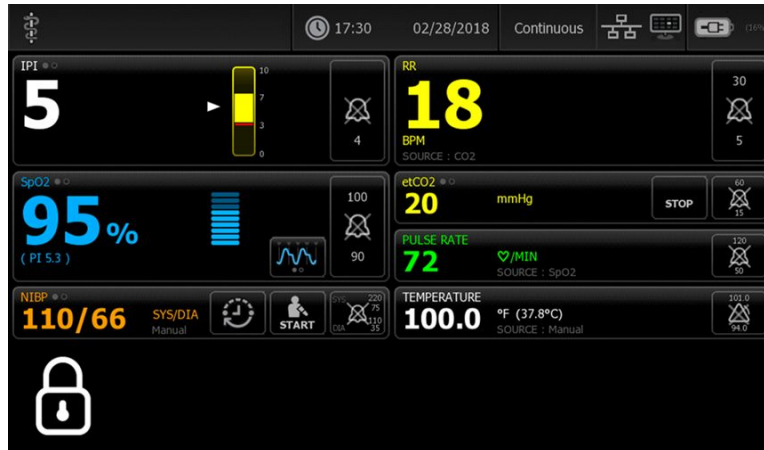 17:30 02/28/2018 Continuous (16%
IPI
5
10
7
3
0
4
RR
18
BPM
SOURCE : CO2
30
5
SpO2
95%
( PI 5.3 )
100
90
etCO2
20 mmHg
STOP
60
15
PULSE RATE
72 /MIN
SOURCE : SpO2
120
50
NIBP
110/66 SYS/DIA
Manual
START
SYS 220
75
110
DIA 35
TEMPERATURE
100.0 °F (37.8°C)
SOURCE : Manual
101.0
94.0